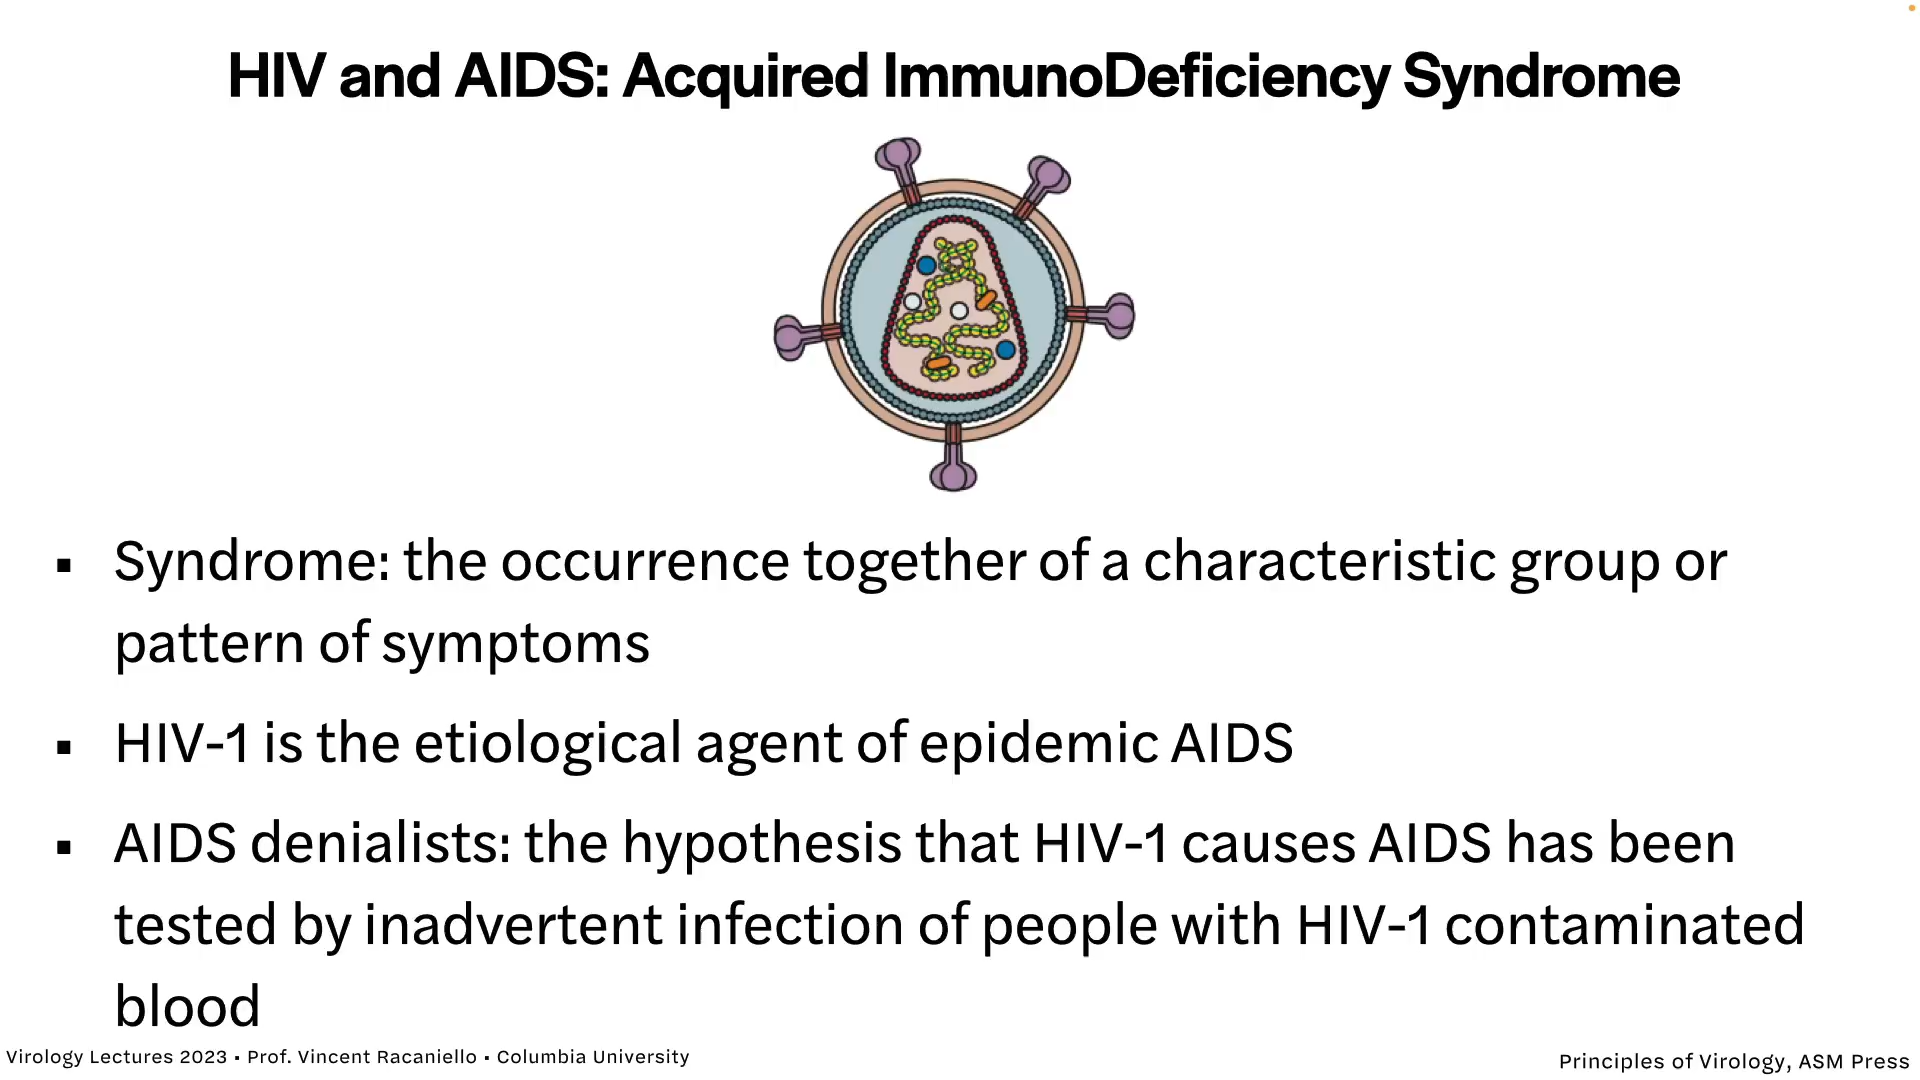 HIV and AIDS: Acquired ImmunoDeficiency Syndrome
▪ Syndrome: the occurrence together of a characteristic group or
pattern of symptoms
▪ HIV-1 is the etiological agent of epidemic AIDS
▪ AIDS denialists: the hypothesis that HIV-1 causes AIDS has been
tested by inadvertent infection of people with HIV-1 contaminated
blood
Virology Lectures 2023 • Prof. Vincent Racaniello • Columbia University
Principles of Virology, ASM Press